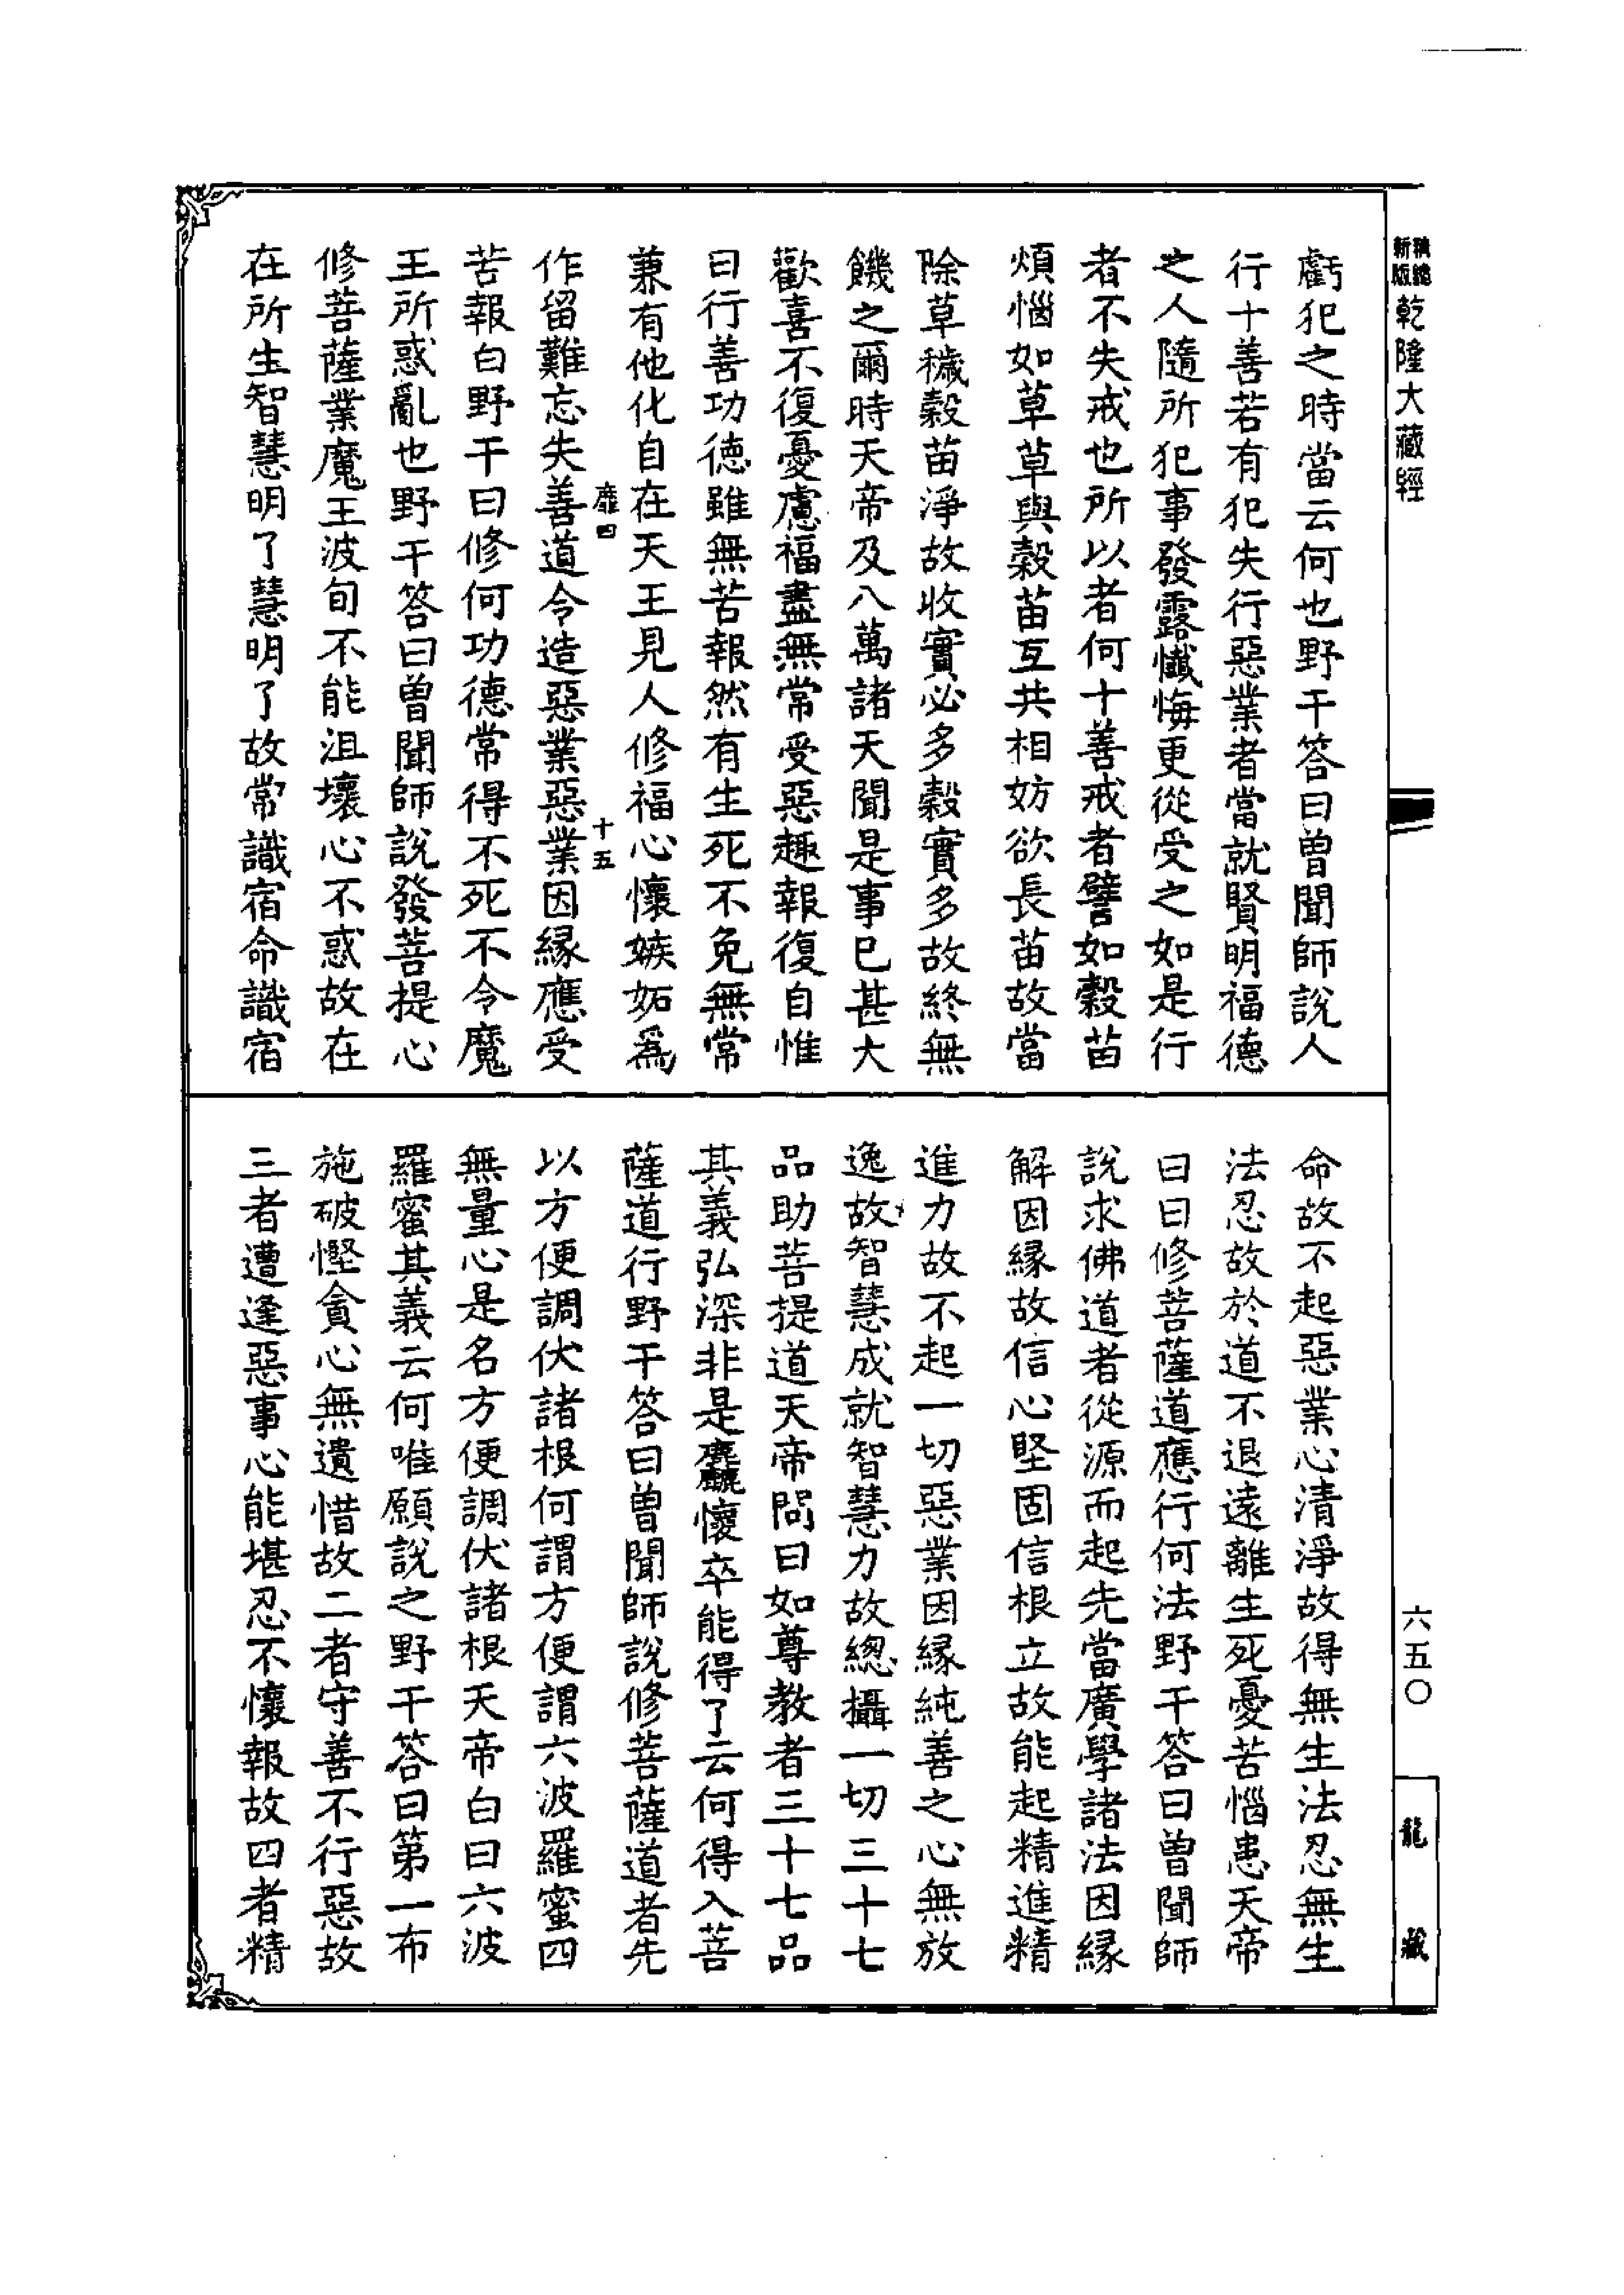 乾隆大藏經
虧犯之時當云何也野干答曰曾聞師說人
行十善若有犯失行惡業者當就賢明福德
之人隨所犯事發露懺悔更從受之如是行
者不失戒也所以者何十善戒者譬如穀苗
煩惱如草草與穀苗互共相妨欲長苗故當
除草穢穀苗淨故收實必多穀實多故終無
饑之爾時天帝及八萬諸天聞是事已甚大
歡喜不復憂慮福盡無常受惡趣報復自惟
曰行善功德雖無苦報然有生死不免無常
兼有他化自在天王見人修福心懷嫉妬爲
靡四
十五
作留難忘失善道令造惡業惡業因緣應受
苦報白野干曰修何功德常得不死不令魔
王所惑亂也野干答曰曾聞師說發菩提心
修菩薩業魔王波旬不能沮壞心不惑故在
在所生智慧明了慧明了故常識宿命識宿
命故不起惡業心清淨故得無生法忍無生
法忍故於道不退遠離生死憂苦惱患天帝
曰曰修菩薩道應行何法野干答曰曾聞師
說求佛道者從源而起先當廣學諸法因緣
解因緣故信心堅固信根立故能起精進精
進力故不起一切惡業因緣純善之心無放
逸故智慧成就智慧力故總攝一切三十七
品助菩提道天帝問曰如尊教者三十七品
其義弘深非是麤懷卒能得了云何得入菩
薩道行野干答曰曾聞師說修菩薩道者先
以方便調伏諸根何謂方便謂六波羅蜜四
無量心是名方便調伏諸根天帝白曰六波
羅蜜其義云何唯願說之野干答曰第一布
施破慳貪心無遺惜故二者守善不行惡故
三者遭逢惡事心能堪忍不懷報故四者精
六五〇
龍藏